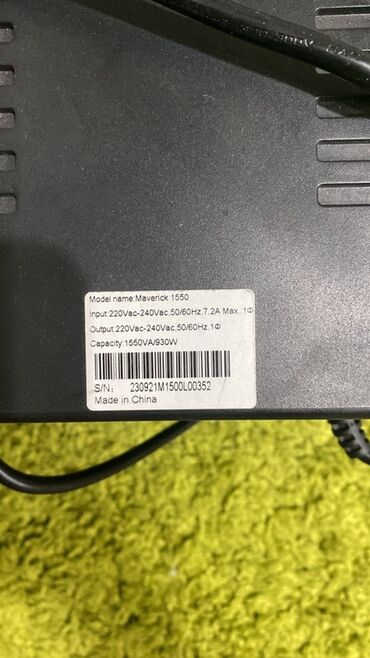 Model name:Maverick 1550
Input:220Vac-240Vac,50/60Hz,7.2A Max.,1Φ
Output:220Vac-240Vac,50/60Hz.1Φ
Capacity:1550VA/930W
S/N: 230921M1500L00352
Made in China